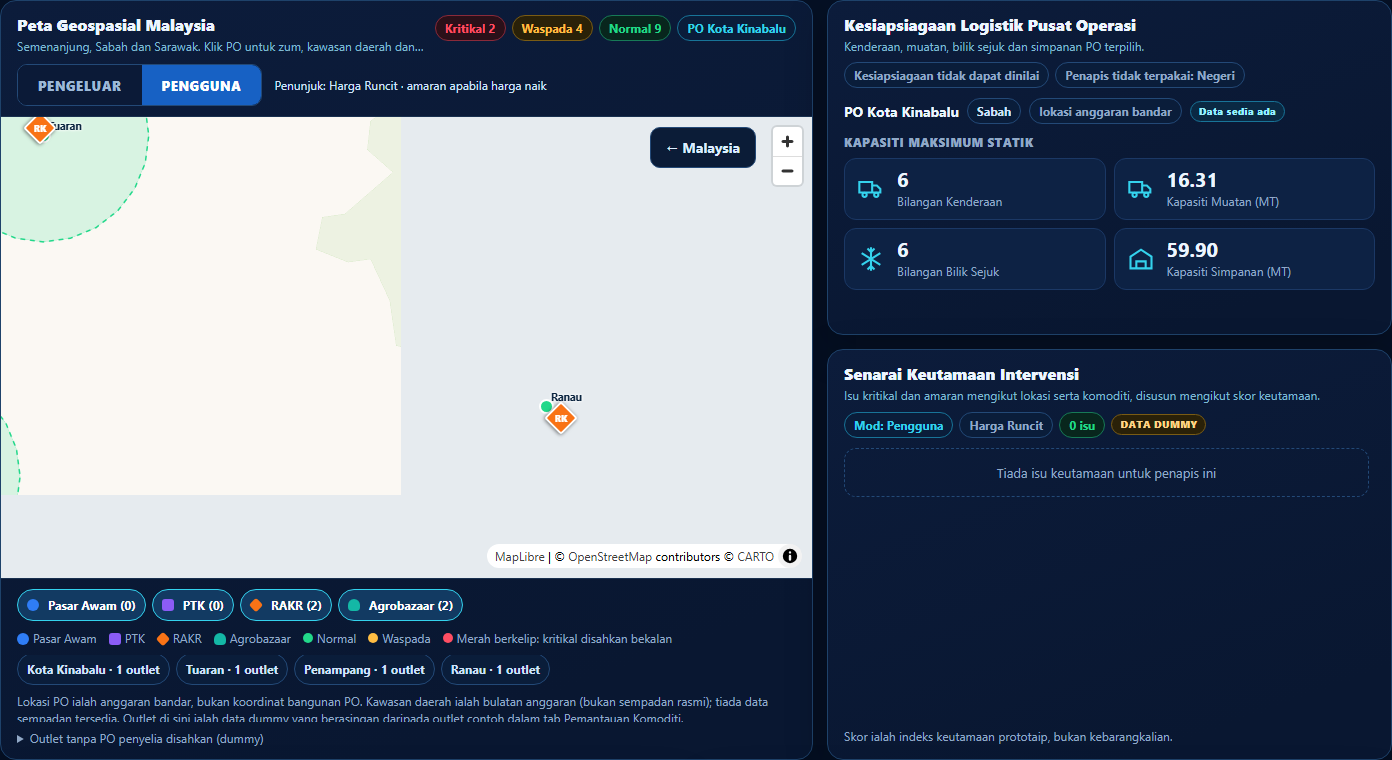 Peta Geospasial Malaysia
Kritikal 2
Waspada 4
Normal 9
PO Kota Kinabalu
Semenanjung, Sabah dan Sarawak. Klik PO untuk zum, kawasan daerah dan...
PENGELUAR
PENGGUNA
Penunjuk: Harga Runcit · amaran apabila harga naik
RK
uaran
← Malaysia
+
−
Ranau
RK
MapLibre | © OpenStreetMap contributors © CARTO
Pasar Awam (0)
PTK (0)
RAKR (2)
Agrobazaar (2)
Pasar Awam
PTK
RAKR
Agrobazaar
Normal
Waspada
Merah berkelip: kritikal disahkan bekalan
Kota Kinabalu · 1 outlet
Tuaran · 1 outlet
Penampang · 1 outlet
Ranau · 1 outlet
Lokasi PO ialah anggaran bandar, bukan koordinat bangunan PO. Kawasan daerah ialah bulatan anggaran (bukan sempadan rasmi); tiada data
sempadan tersedia. Outlet di sini ialah data dummy yang berasingan daripada outlet contoh dalam tab Pemantauan Komoditi.
Outlet tanpa PO penyelia disahkan (dummy)
Kesiapsiagaan Logistik Pusat Operasi
Kenderaan, muatan, bilik sejuk dan simpanan PO terpilih.
Kesiapsiagaan tidak dapat dinilai
Penapis tidak terpakai: Negeri
PO Kota Kinabalu
Sabah
lokasi anggaran bandar
Data sedia ada
KAPASITI MAKSIMUM STATIK
6
Bilangan Kenderaan
16.31
Kapasiti Muatan (MT)
6
Bilangan Bilik Sejuk
59.90
Kapasiti Simpanan (MT)
Senarai Keutamaan Intervensi
Isu kritikal dan amaran mengikut lokasi serta komoditi, disusun mengikut skor keutamaan.
Mod: Pengguna
Harga Runcit
0 isu
DATA DUMMY
Tiada isu keutamaan untuk penapis ini
Skor ialah indeks keutamaan prototaip, bukan kebarangkalian.